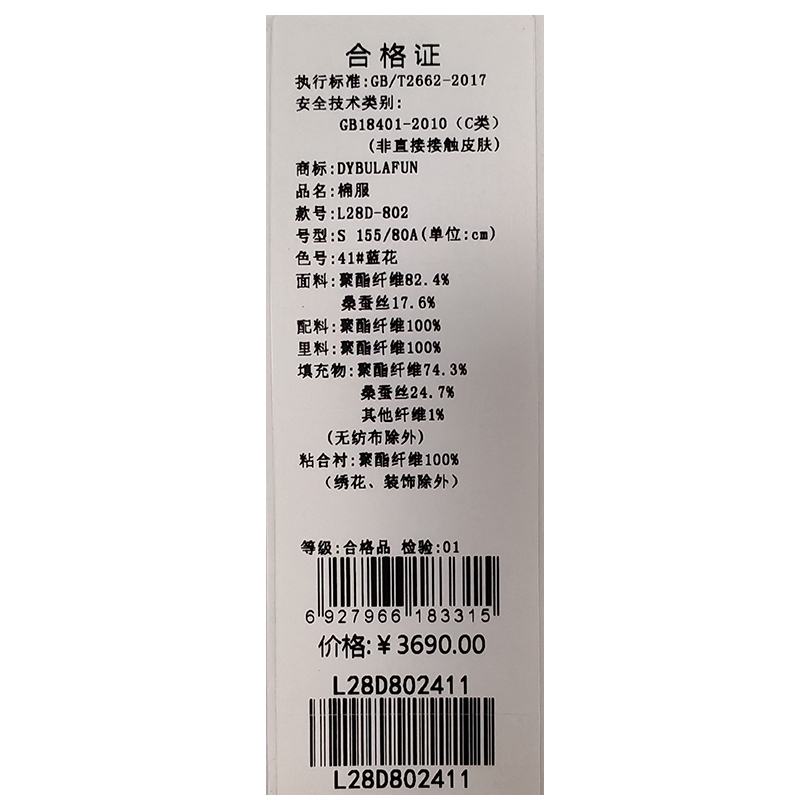 合格证
执行标准:GB/T2662-2017
安全技术类别:
GB18401-2010（C类）
(非直接接触皮肤)
商标:DYBULAFUN
品名:棉服
款号:L28D-802
号型:S 155/80A(单位:cm)
色号:41#蓝花
面料:聚酯纤维82.4%
桑蚕丝17.6%
配料:聚酯纤维100%
里料:聚酯纤维100%
填充物:聚酯纤维74.3%
桑蚕丝24.7%
其他纤维1%
(无纺布除外)
粘合衬:聚酯纤维100%
（绣花、装饰除外）
等级:合格品 检验:01
6 927966 183315
价格:￥3690.00
L28D802411
L28D802411